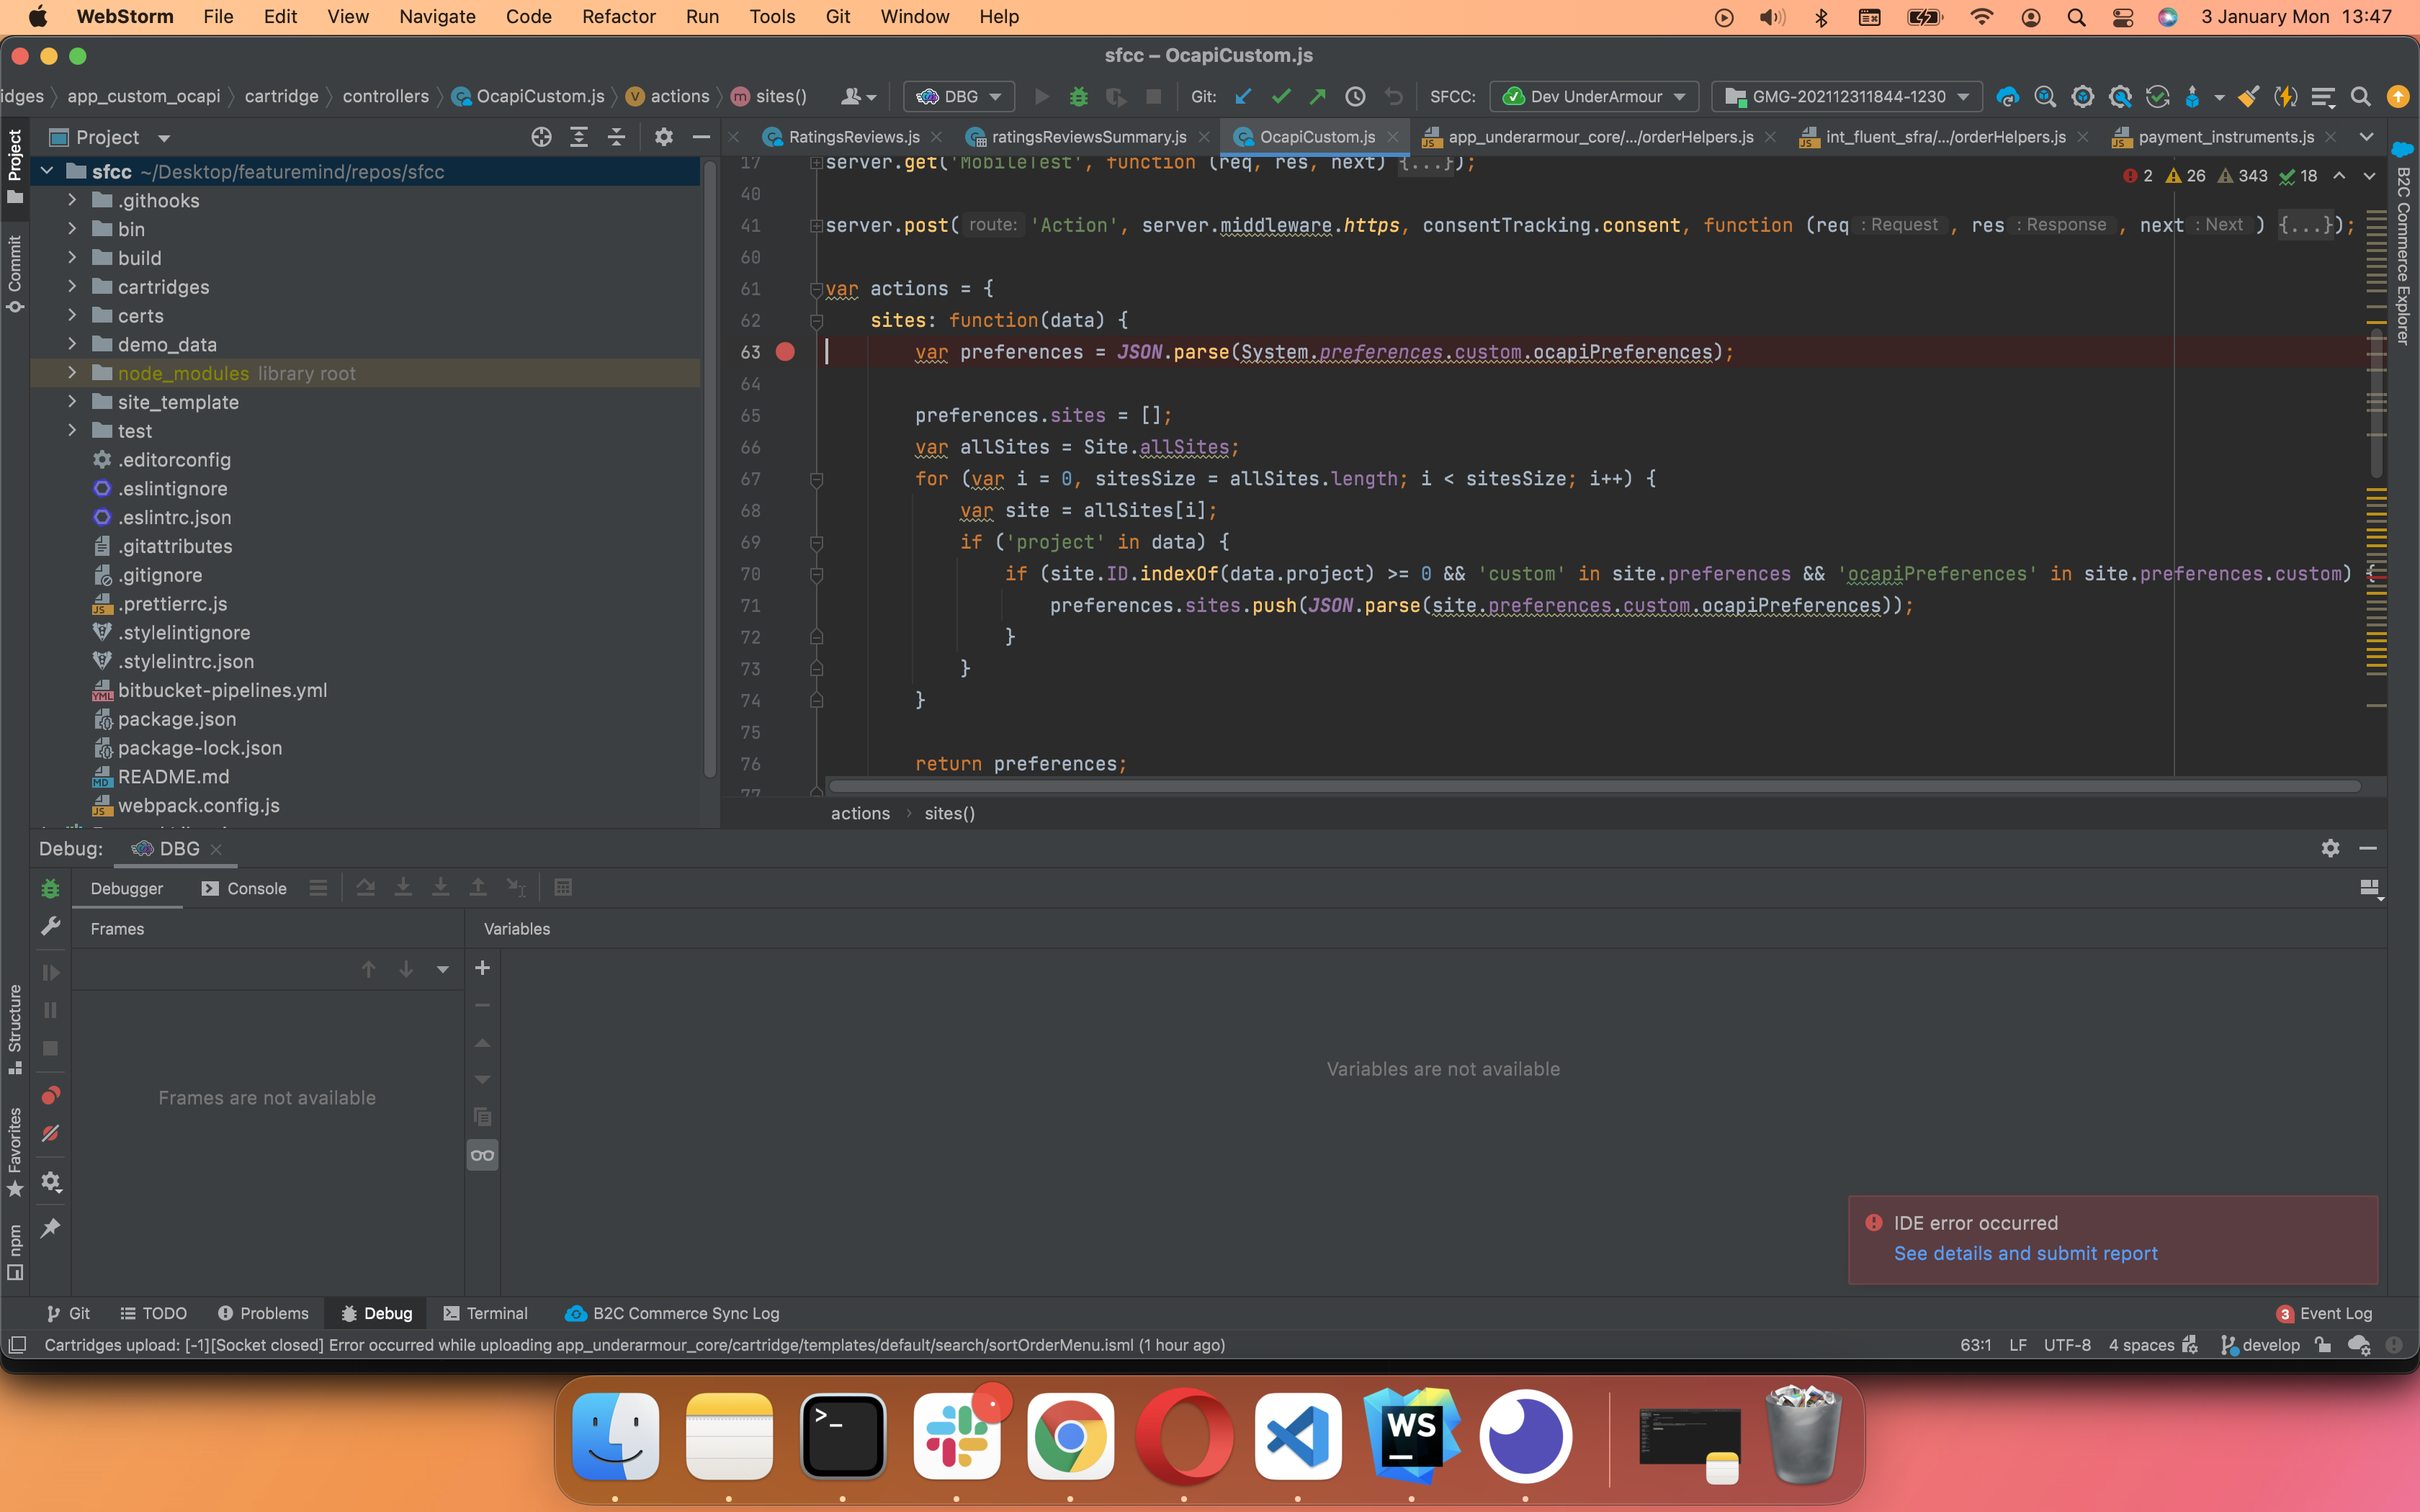 WebStorm File Edit View Navigate Code Refactor Run Tools Git Window Help 3 January Mon 13:47
sfcc – OcapiCustom.js
idges app_custom_ocapi cartridge controllers OcapiCustom.js V actions m sites() DBG Git: SFCC: Dev UnderArmour GMG-202112311844-1230
Project
Project RatingsReviews.js ratingsReviewsSummary.js OcapiCustom.js app_underarmour_core/.../orderHelpers.js int_fluent_sfra/.../orderHelpers.js payment_instruments.js
Commit
Structure
Favorites
npm
B2C Commerce Explorer
sfcc ~/Desktop/featuremind/repos/sfcc
.githooks
bin
build
cartridges
certs
demo_data
node_modules library root
site_template
test
.editorconfig
.eslintignore
.eslintrc.json
.gitattributes
.gitignore
.prettierrc.js
.stylelintignore
.stylelintrc.json
bitbucket-pipelines.yml
package.json
package-lock.json
README.md
webpack.config.js
2 26 343 18
17 server.get('MobileTest', function (req, res, next) {...});
40
41 server.post( route: 'Action', server.middleware.https, consentTracking.consent, function (req : Request , res : Response , next : Next ) {...});
60
61 var actions = {
62 sites: function(data) {
63 var preferences = JSON.parse(System.preferences.custom.ocapiPreferences);
64
65 preferences.sites = [];
66 var allSites = Site.allSites;
67 for (var i = 0, sitesSize = allSites.length; i < sitesSize; i++) {
68 var site = allSites[i];
69 if ('project' in data) {
70 if (site.ID.indexOf(data.project) >= 0 && 'custom' in site.preferences && 'ocapiPreferences' in site.preferences.custom) {
71 preferences.sites.push(JSON.parse(site.preferences.custom.ocapiPreferences));
72 }
73 }
74 }
75
76 return preferences;
77
actions sites()
Debug: DBG
Debugger Console
Frames Variables
Frames are not available
Variables are not available
IDE error occurred
See details and submit report
Git TODO Problems Debug Terminal B2C Commerce Sync Log 3 Event Log
Cartridges upload: [-1][Socket closed] Error occurred while uploading app_underarmour_core/cartridge/templates/default/search/sortOrderMenu.isml (1 hour ago) 63:1 LF UTF-8 4 spaces develop
WS